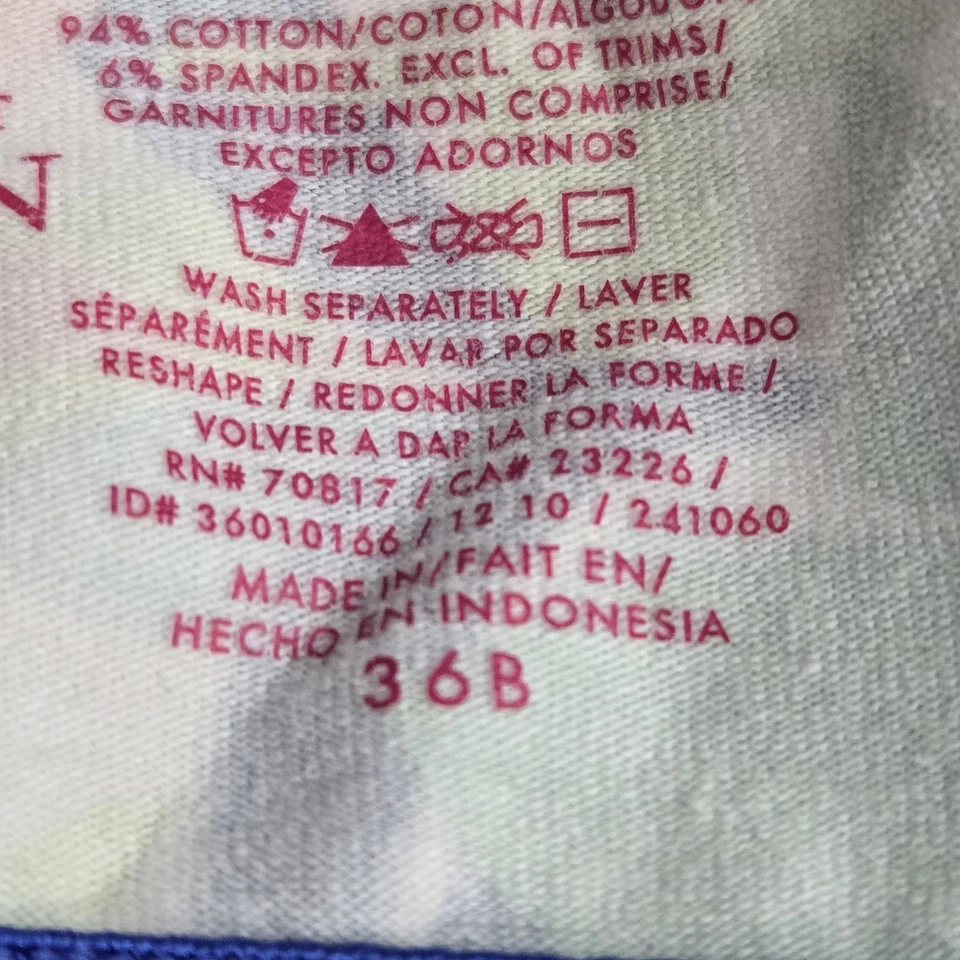 94% COTTON/COTON/ALGODÓN
6% SPANDEX. EXCL. OF TRIMS/
GARNITURES NON COMPRISE/
EXCEPTO ADORNOS
WASH SEPARATELY / LAVER
SÉPARÉMENT / LAVAR POR SEPARADO
RESHAPE / REDONNER LA FORME /
VOLVER A DAR LA FORMA
RN# 70817 / CA# 23226 /
ID# 36010166 / 12 10 / 241060
MADE IN/FAIT EN/
HECHO EN INDONESIA
36B